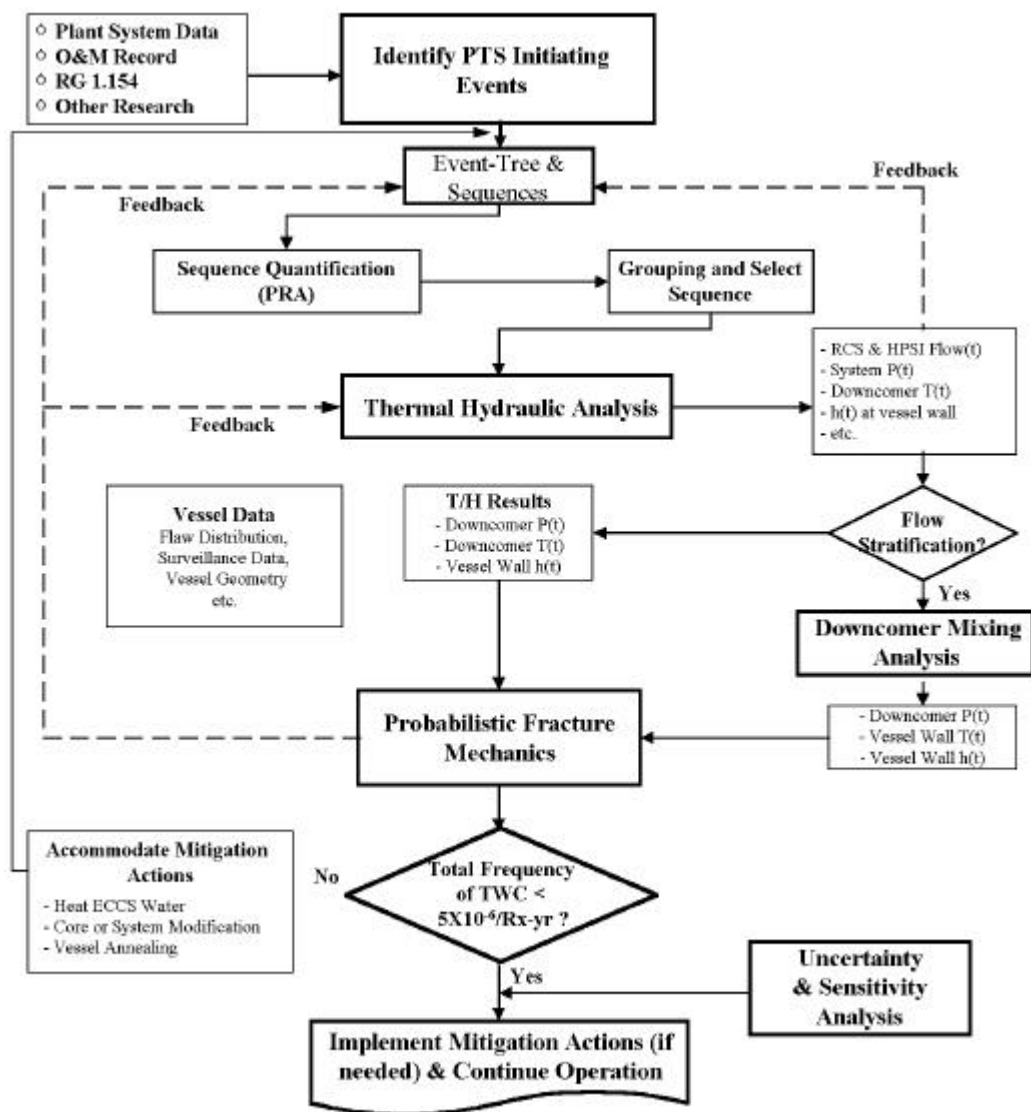 ◇ Plant System Data
◇ O&M Record
◇ RG 1.154
◇ Other Research
Identify PTS Initiating
Events
Event-Tree &
Sequences
Feedback
Feedback
Sequence Quantification
(PRA)
Grouping and Select
Sequence
- RCS & HPSI Flow(t)
- System P(t)
- Downcomer T(t)
- h(t) at vessel wall
- etc.
Thermal Hydraulic Analysis
Feedback
Vessel Data
Flaw Distribution,
Surveillance Data,
Vessel Geometry
etc.
T/H Results
- Downcomer P(t)
- Downcomer T(t)
- Vessel Wall h(t)
Flow
Stratification?
Yes
Downcomer Mixing
Analysis
- Downcomer P(t)
- Vessel Wall T(t)
- Vessel Wall h(t)
Probabilistic Fracture
Mechanics
Accommodate Mitigation
Actions
- Heat ECCS Water
- Core or System Modification
- Vessel Annealing
No
Total Frequency
of TWC <
5X10⁻⁶/Rx-yr ?
Yes
Uncertainty
& Sensitivity
Analysis
Implement Mitigation Actions (if
needed) & Continue Operation